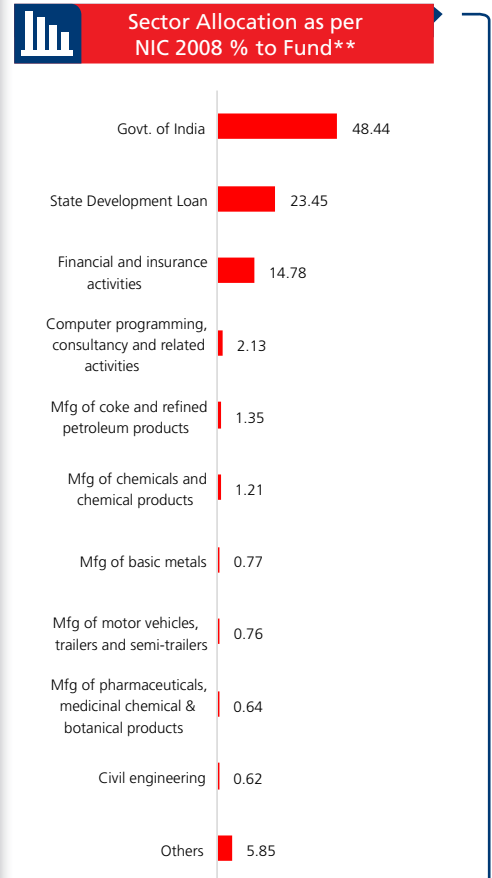 Sector Allocation as per
NIC 2008 % to Fund**
Govt. of India 48.44
State Development Loan 23.45
Financial and insurance
activities 14.78
Computer programming,
consultancy and related
activities 2.13
Mfg of coke and refined
petroleum products 1.35
Mfg of chemicals and
chemical products 1.21
Mfg of basic metals 0.77
Mfg of motor vehicles,
trailers and semi-trailers 0.76
Mfg of pharmaceuticals,
medicinal chemical &
botanical products 0.64
Civil engineering 0.62
Others 5.85